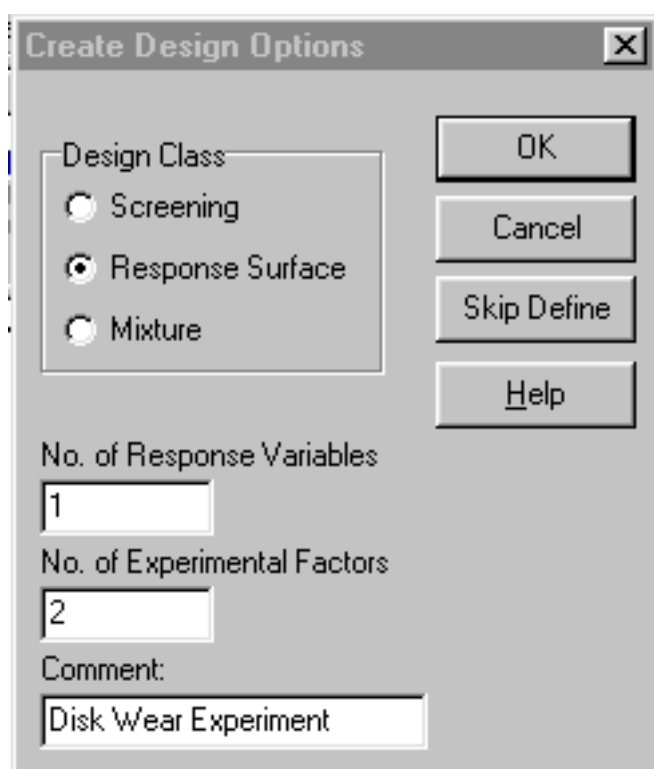 Create Design Options
Design Class
Screening
Response Surface
Mixture
OK
Cancel
Skip Define
Help
No. of Response Variables
1
No. of Experimental Factors
2
Comment:
Disk Wear Experiment